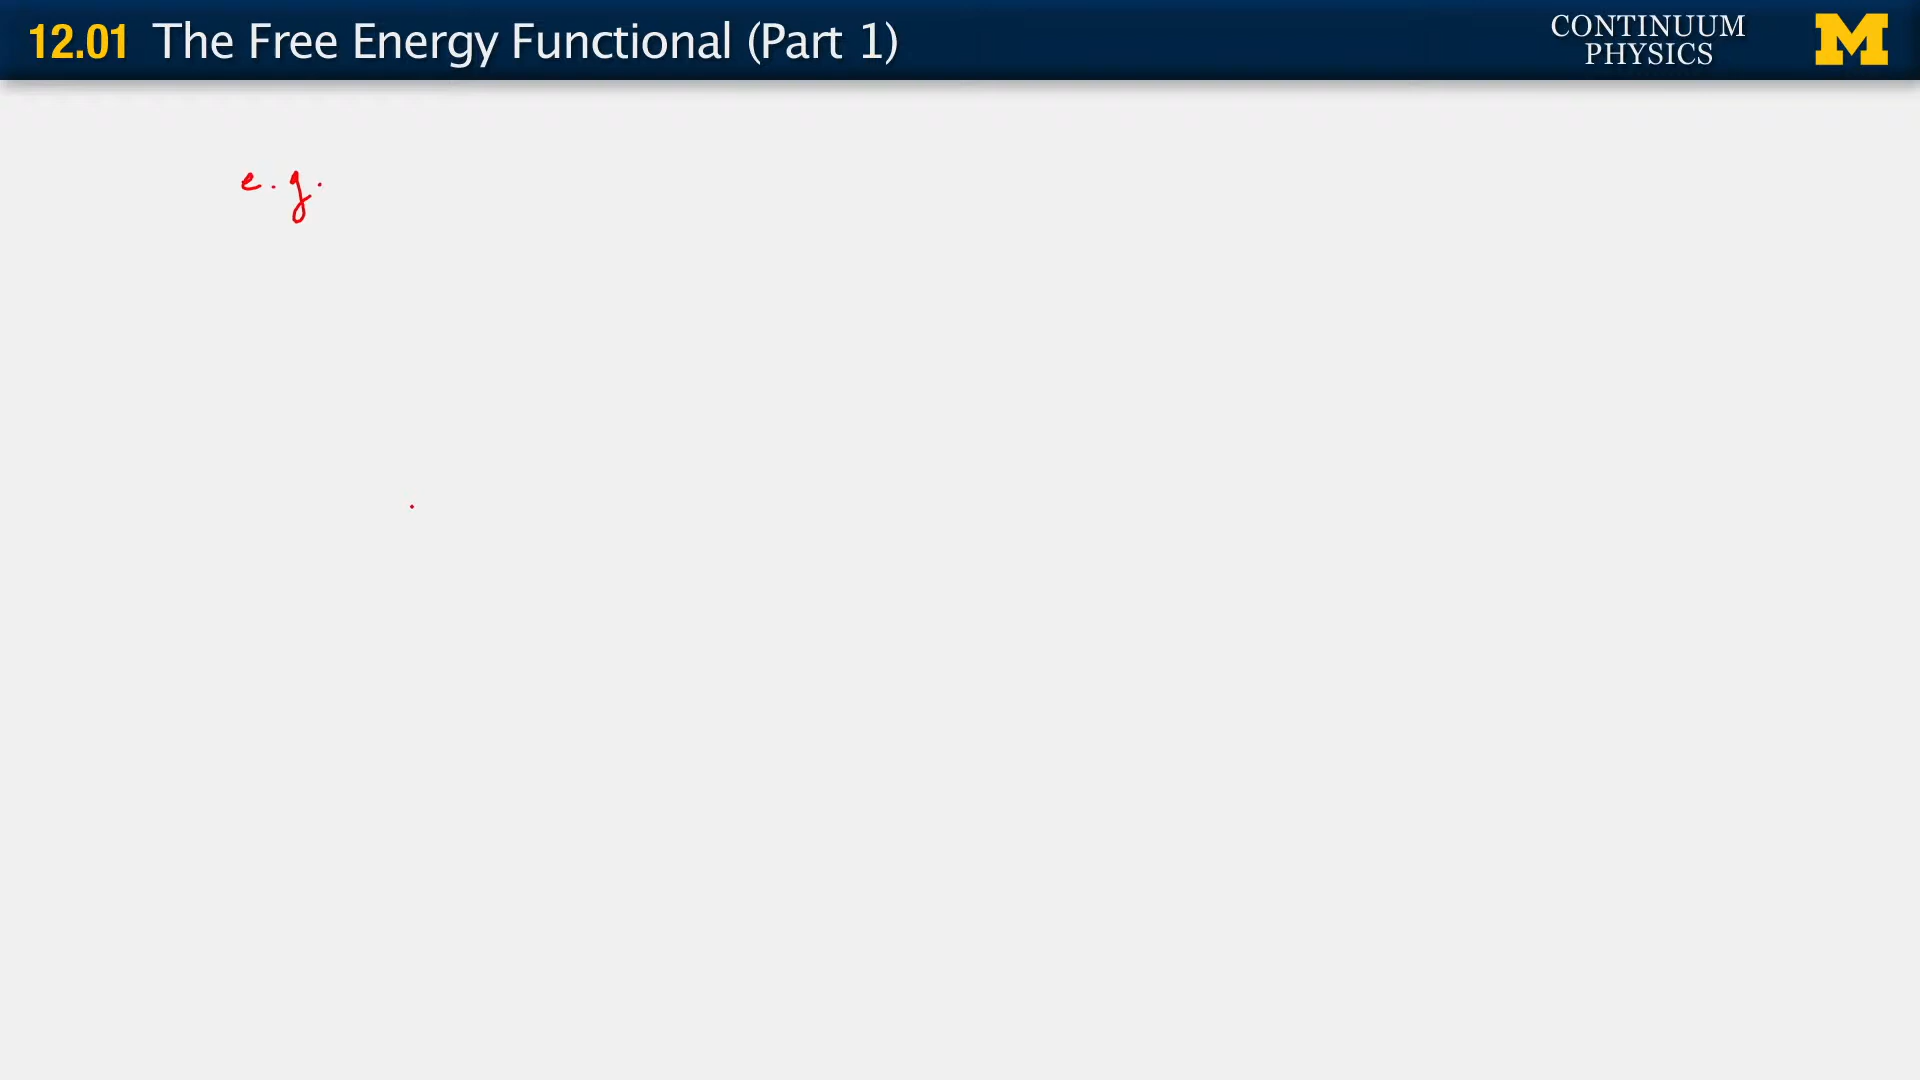 12.01 The Free Energy Functional (Part 1)
CONTINUUM
PHYSICS
M
e.g.